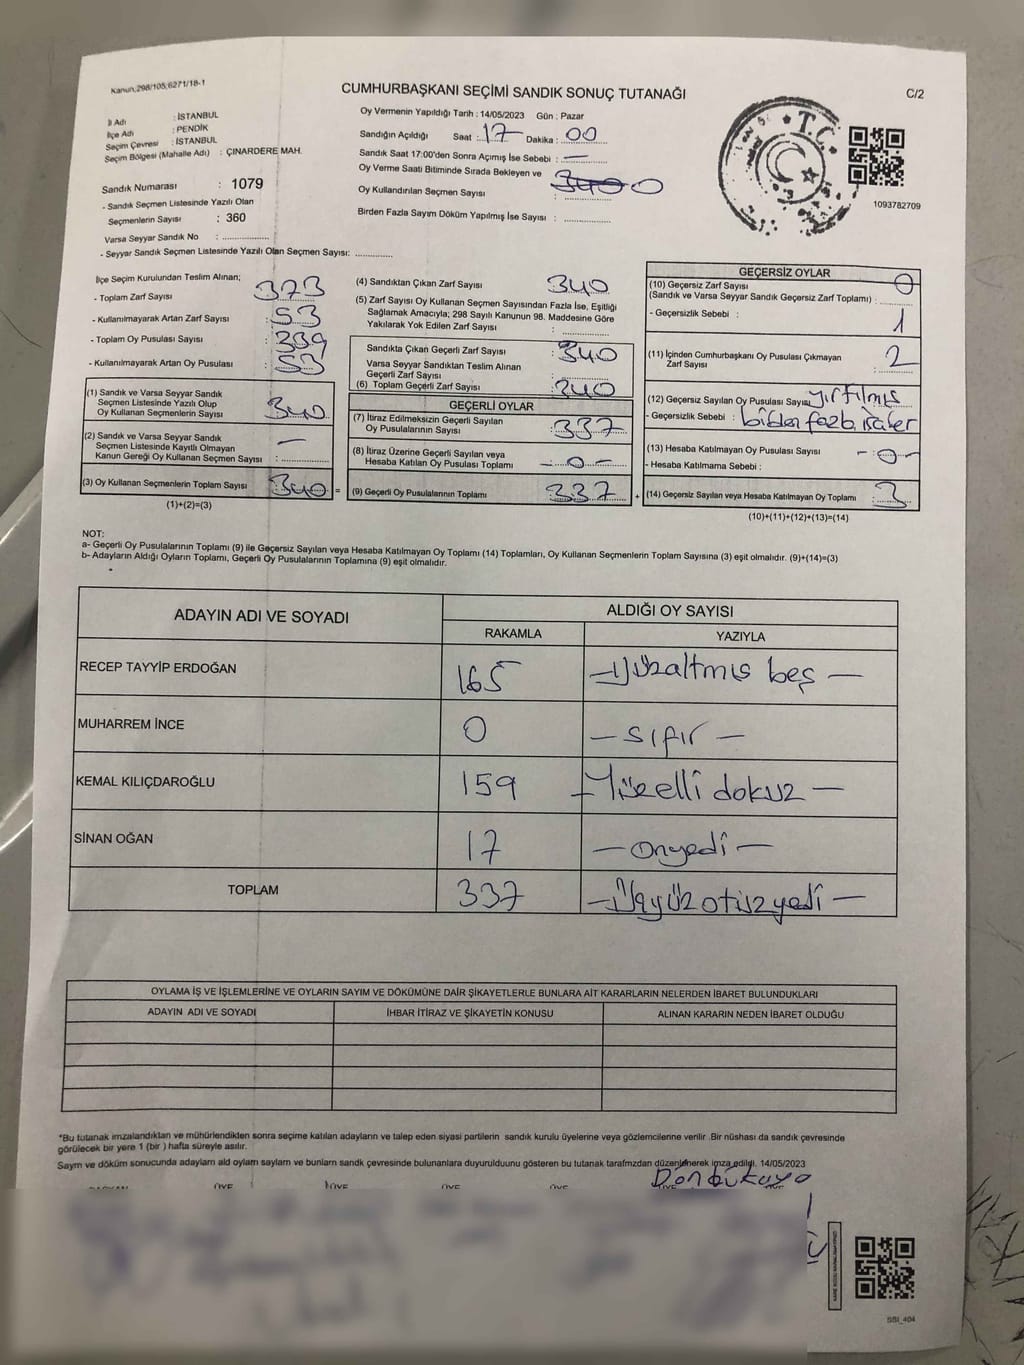 Kanun,298/105,6271/18-1
CUMHURBAŞKANI SEÇİMİ SANDIK SONUÇ TUTANAĞI
C/2
İl Adı : İSTANBUL
İlçe Adı : PENDİK
Seçim Çevresi : İSTANBUL
Seçim Bölgesi (Mahalle Adı) : ÇINARDERE MAH.
Sandık Numarası : 1079
- Sandık Seçmen Listesinde Yazılı Olan
Seçmenlerin Sayısı : 360
Varsa Seyyar Sandık No : ..............
- Seyyar Sandık Seçmen Listesinde Yazılı Olan Seçmen Sayısı: ............
Oy Vermenin Yapıldığı Tarih : 14/05/2023 Gün : Pazar
Sandığın Açıldığı Saat : 17 Dakika : 00
Sandık Saat 17:00'den Sonra Açımış İse Sebebi : —
Oy Verme Saati Bitiminde Sırada Bekleyen ve
Oy Kullandırılan Seçmen Sayısı : 0
Birden Fazla Sayım Döküm Yapılmış İse Sayısı : ............
T.C.
1093782709
İlçe Seçim Kurulundan Teslim Alınan;
- Toplam Zarf Sayısı : 373
- Kullanılmayarak Artan Zarf Sayısı : 53
- Toplam Oy Pusulası Sayısı : 339
- Kullanılmayarak Artan Oy Pusulası : 53
(1) Sandık ve Varsa Seyyar Sandık
Seçmen Listesinde Yazılı Olup
Oy Kullanan Seçmenlerin Sayısı : 340
(2) Sandık ve Varsa Seyyar Sandık
Seçmen Listesinde Kayıtlı Olmayan
Kanun Gereği Oy Kullanan Seçmen Sayısı : —
(3) Oy Kullanan Seçmenlerin Toplam Sayısı : 340
(1)+(2)=(3)
(4) Sandıktan Çıkan Zarf Sayısı 340
(5) Zarf Sayısı Oy Kullanan Seçmen Sayısından Fazla İse, Eşitliği
Sağlamak Amacıyla; 298 Sayılı Kanunun 98. Maddesine Göre
Yakılarak Yok Edilen Zarf Sayısı : ............
Sandıkta Çıkan Geçerli Zarf Sayısı : 340
Varsa Seyyar Sandıktan Teslim Alınan
Geçerli Zarf Sayısı : ............
(6) Toplam Geçerli Zarf Sayısı : 340
GEÇERLİ OYLAR
(7) İtiraz Edilmeksizin Geçerli Sayılan
Oy Pusulalarının Sayısı : 337
(8) İtiraz Üzerine Geçerli Sayılan veya
Hesaba Katılan Oy Pusulası Toplamı : — 0 —
= (9) Geçerli Oy Pusulalarının Toplamı : 337
GEÇERSİZ OYLAR
(10) Geçersiz Zarf Sayısı 0
(Sandık ve Varsa Seyyar Sandık Geçersiz Zarf Toplamı) : ............
- Geçersizlik Sebebi : 1
(11) İçinden Cumhurbaşkanı Oy Pusulası Çıkmayan
Zarf Sayısı : 2
(12) Geçersiz Sayılan Oy Pusulası Sayısı yırtılmış
- Geçersizlik Sebebi :
(13) Hesaba Katılmayan Oy Pusulası Sayısı - 0 -
- Hesaba Katılmama Sebebi :
+ (14) Geçersiz Sayılan veya Hesaba Katılmayan Oy Toplamı : 3
(10)+(11)+(12)+(13)=(14)
NOT:
a- Geçerli Oy Pusulalarının Toplamı (9) ile Geçersiz Sayılan veya Hesaba Katılmayan Oy Toplamı (14) Toplamları, Oy Kullanan Seçmenlerin Toplam Sayısına (3) eşit olmalıdır. (9)+(14)=(3)
b- Adayların Aldığı Oyların Toplamı, Geçerli Oy Pusulalarının Toplamına (9) eşit olmalıdır.
ADAYIN ADI VE SOYADI
ALDIĞI OY SAYISI
RAKAMLA YAZIYLA
RECEP TAYYİP ERDOĞAN 165 — Yüzaltmış beş —
MUHARREM İNCE 0 — sıfır —
KEMAL KILIÇDAROĞLU 159 — Yüzelli dokuz —
SİNAN OĞAN 17 — Onyedi —
TOPLAM 337 — Üçyüzotuzyedi —
OYLAMA İŞ VE İŞLEMLERİNE VE OYLARIN SAYIM VE DÖKÜMÜNE DAİR ŞİKAYETLERLE BUNLARA AİT KARARLARIN NELERDEN İBARET BULUNDUKLARI
ADAYIN ADI VE SOYADI İHBAR İTİRAZ VE ŞİKAYETİN KONUSU ALINAN KARARIN NEDEN İBARET OLDUĞU
*Bu tutanak imzalandıktan ve mühürlendikten sonra seçime katılan adayların ve talep eden siyasi partilerin sandık kurulu üyelerine veya gözlemcilerine verilir .Bir nüshası da sandık çevresinde
görülecek bir yere 1 (bir ) hafta süreyle asılır.
Sayım ve döküm sonucunda adayların ald oyların sayların ve bunların sandk çevresinde bulunanlara duyurulduunu gösteren bu tutanak tarafmzdan düzenlenerek imza edildi. 14/05/2023
ÜYE ÜYE ÜYE ÜYE
SSI_404